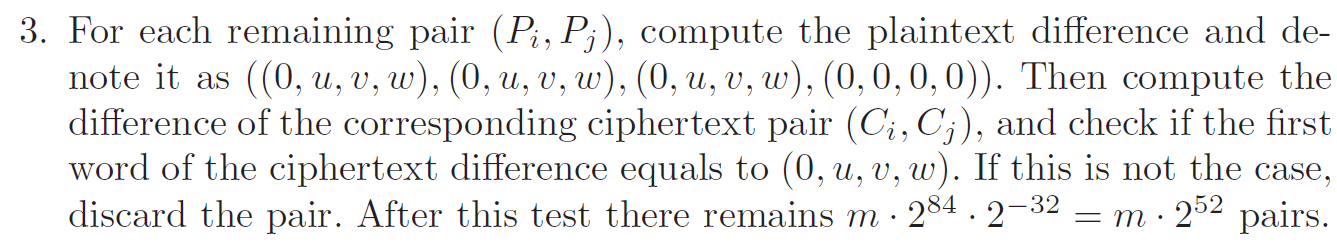 3. For each remaining pair (P_i, P_j), compute the plaintext difference and de-
note it as ((0, u, v, w), (0, u, v, w), (0, u, v, w), (0, 0, 0, 0)). Then compute the
difference of the corresponding ciphertext pair (C_i, C_j), and check if the first
word of the ciphertext difference equals to (0, u, v, w). If this is not the case,
discard the pair. After this test there remains m · 2^{84} · 2^{−32} = m · 2^{52} pairs.